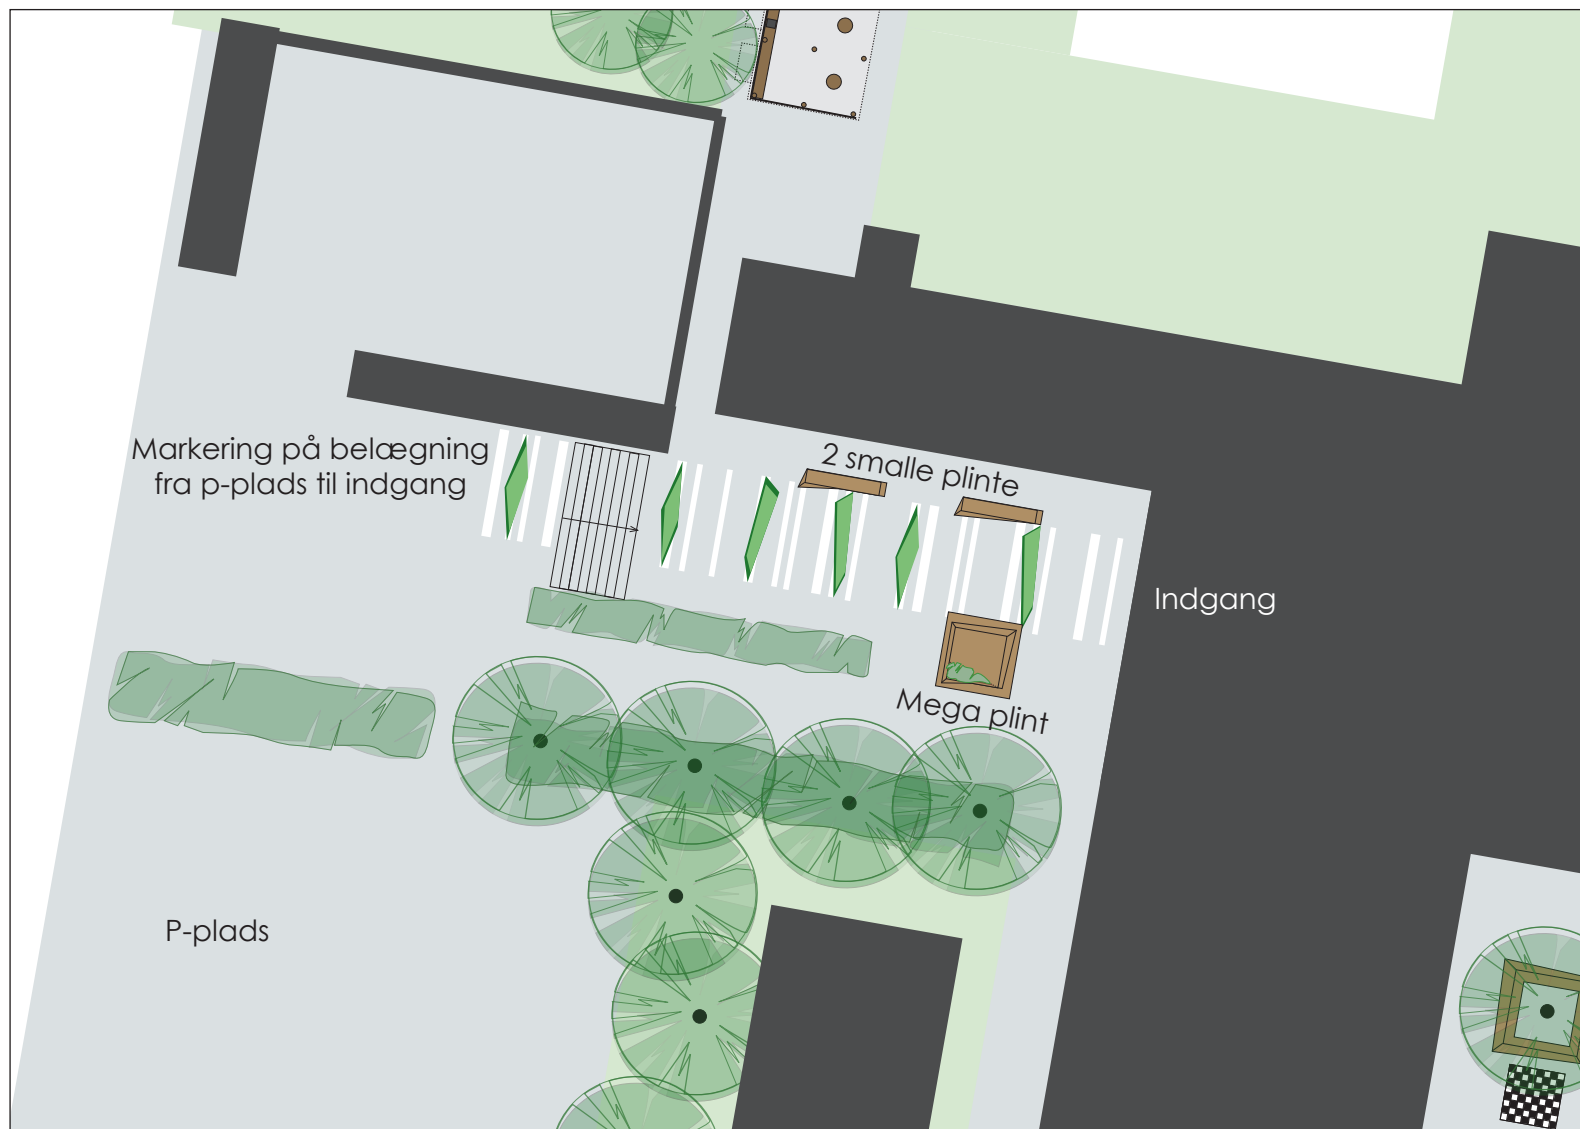 Markering på belægning
fra p-plads til indgang
2 smalle plinte
Indgang
Mega plint
P-plads